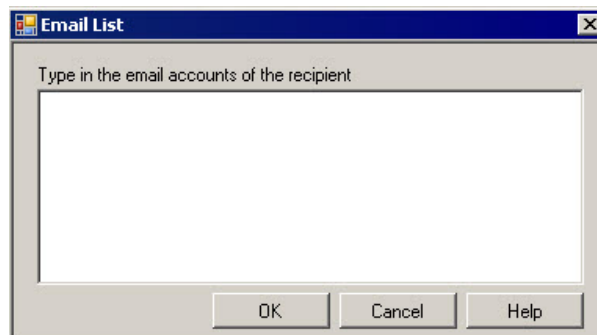 Email List
Type in the email accounts of the recipient
OK Cancel Help